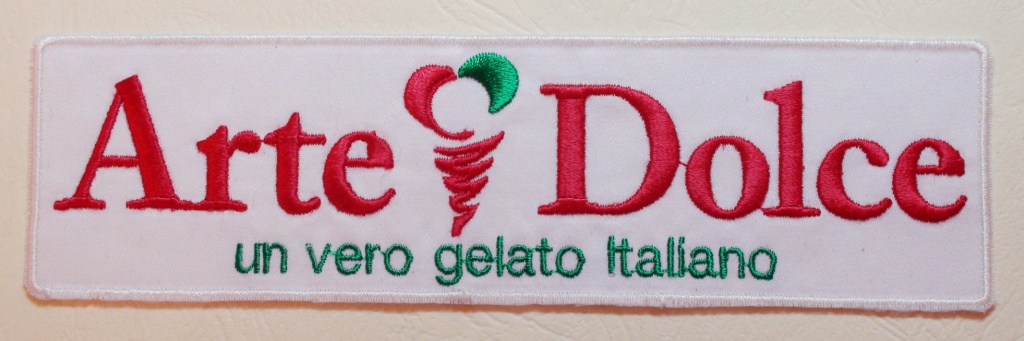 Arte Dolce
un vero gelato Italiano